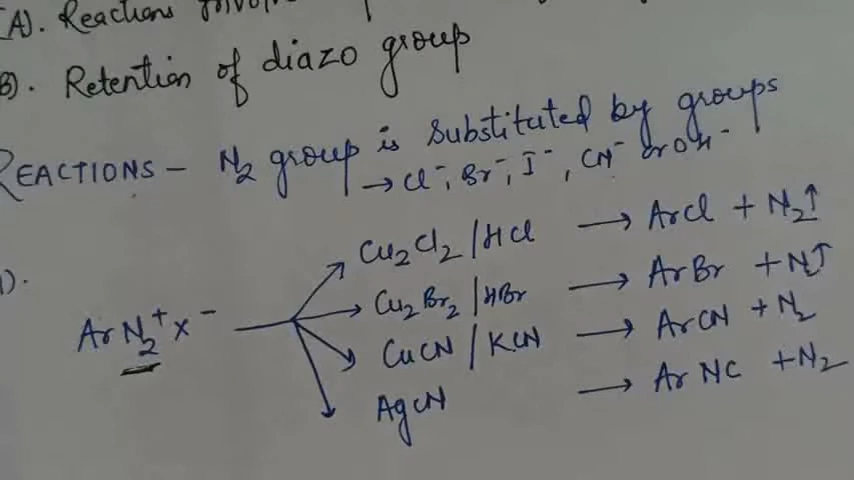 (A). Reactions
(B). Retention of diazo group
REACTIONS - N₂ group is substituted by groups
→ Cl⁻, Br⁻, I⁻, CN⁻ or OH⁻
Cu₂Cl₂/HCl → ArCl + N₂↑
Cu₂Br₂/HBr → ArBr + N₂↑
ArN₂⁺X⁻
CuCN/KCN → ArCN + N₂
AgCN → ArNC + N₂